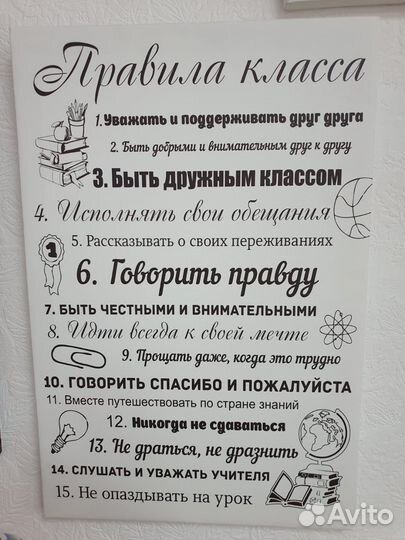 Правила класса
1. Уважать и поддерживать друг друга
2. Быть добрыми и внимательным друг к другу
3. Быть дружным классом
4. Исполнять свои обещания
5. Рассказывать о своих переживаниях
1
6. Говорить правду
7. БЫТЬ ЧЕСТНЫМИ И ВНИМАТЕЛЬНЫМИ
8. Идти всегда к своей мечте
9. Прощать даже, когда это трудно
10. ГОВОРИТЬ СПАСИБО И ПОЖАЛУЙСТА
11. Вместе путешествовать по стране знаний
12. Никогда не сдаваться
13. Не драться, не дразнить
14. СЛУШАТЬ И УВАЖАТЬ УЧИТЕЛЯ
15. Не опаздывать на урок
Avito